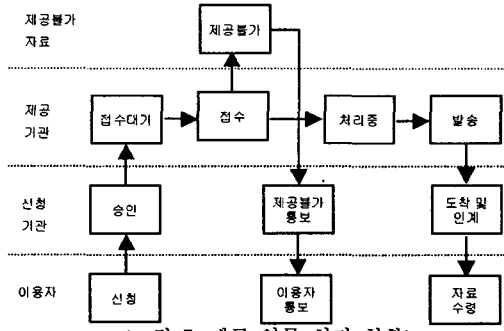 제공불가
자료
제공불가
제공
기관
접수대기
접수
처리중
발송
신청
기관
승인
제공불가
통보
도착 및
인계
이용자
신청
이용자
통보
자료
수령